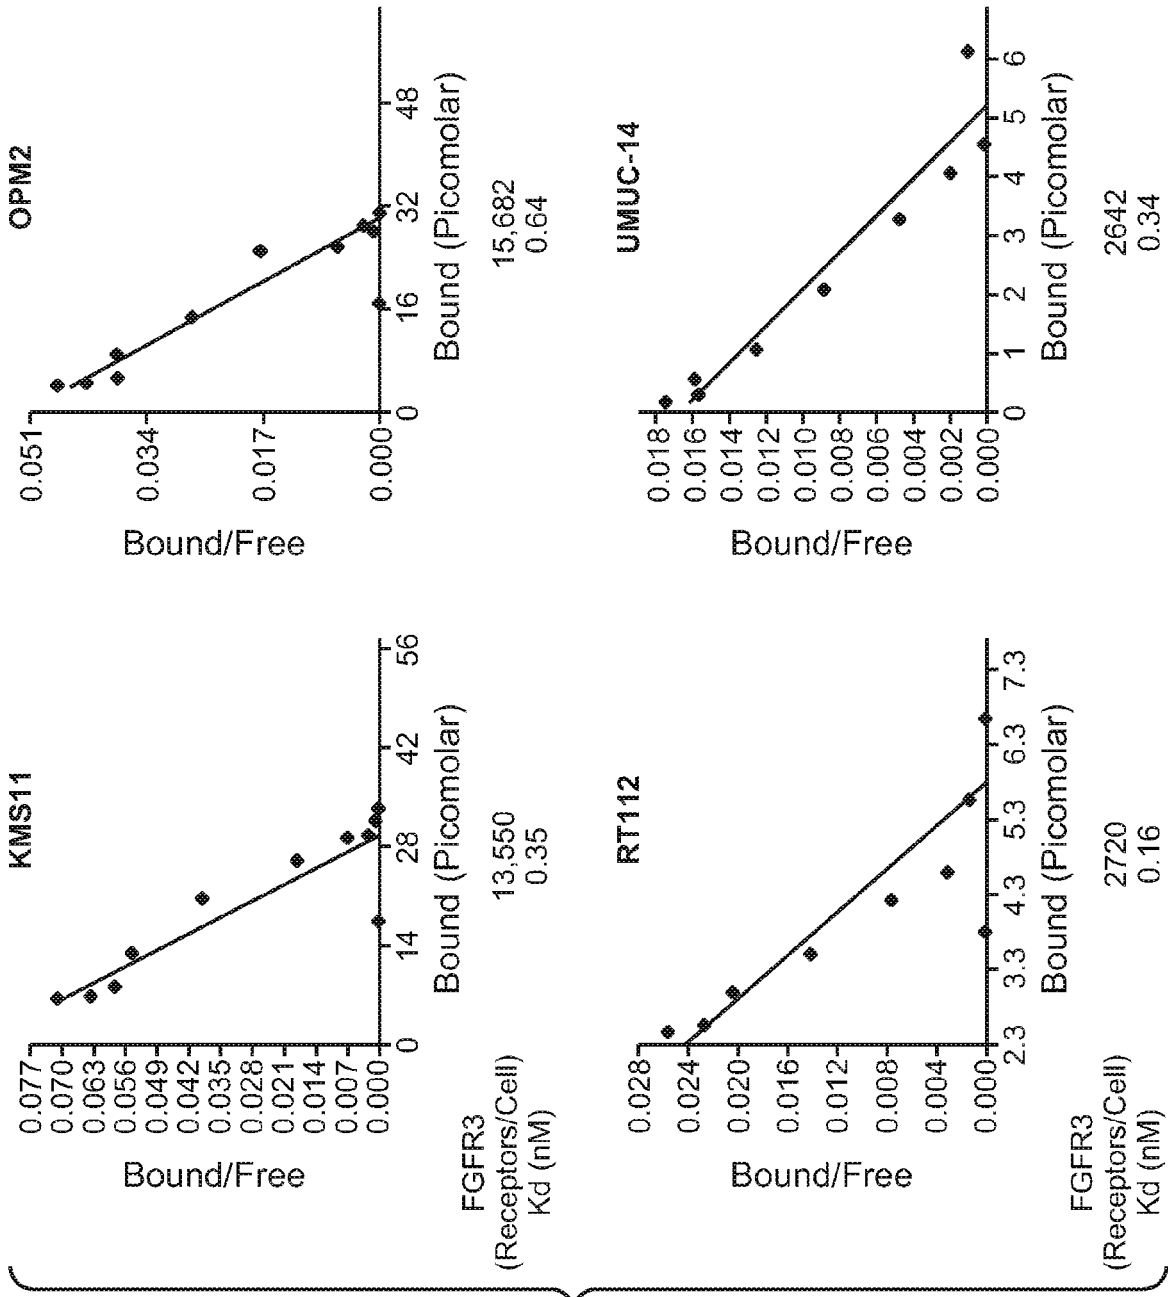 KMS11
0.077
0.070
0.063
0.056
0.049
0.042
0.035
0.028
0.021
0.014
0.007
0.000
Bound/Free
0 14 28 42 56
Bound (Picomolar)
FGFR3
(Receptors/Cell) 13,550
Kd (nM) 0.35
OPM2
0.051
0.034
0.017
0.000
Bound/Free
0 16 32 48
Bound (Picomolar)
15,682
0.64
RT112
0.028
0.024
0.020
0.016
0.012
0.008
0.004
0.000
Bound/Free
2.3 3.3 4.3 5.3 6.3 7.3
Bound (Picomolar)
FGFR3
(Receptors/Cell) 2720
Kd (nM) 0.16
UMUC-14
0.018
0.016
0.014
0.012
0.010
0.008
0.006
0.004
0.002
0.000
Bound/Free
0 1 2 3 4 5 6
Bound (Picomolar)
2642
0.34